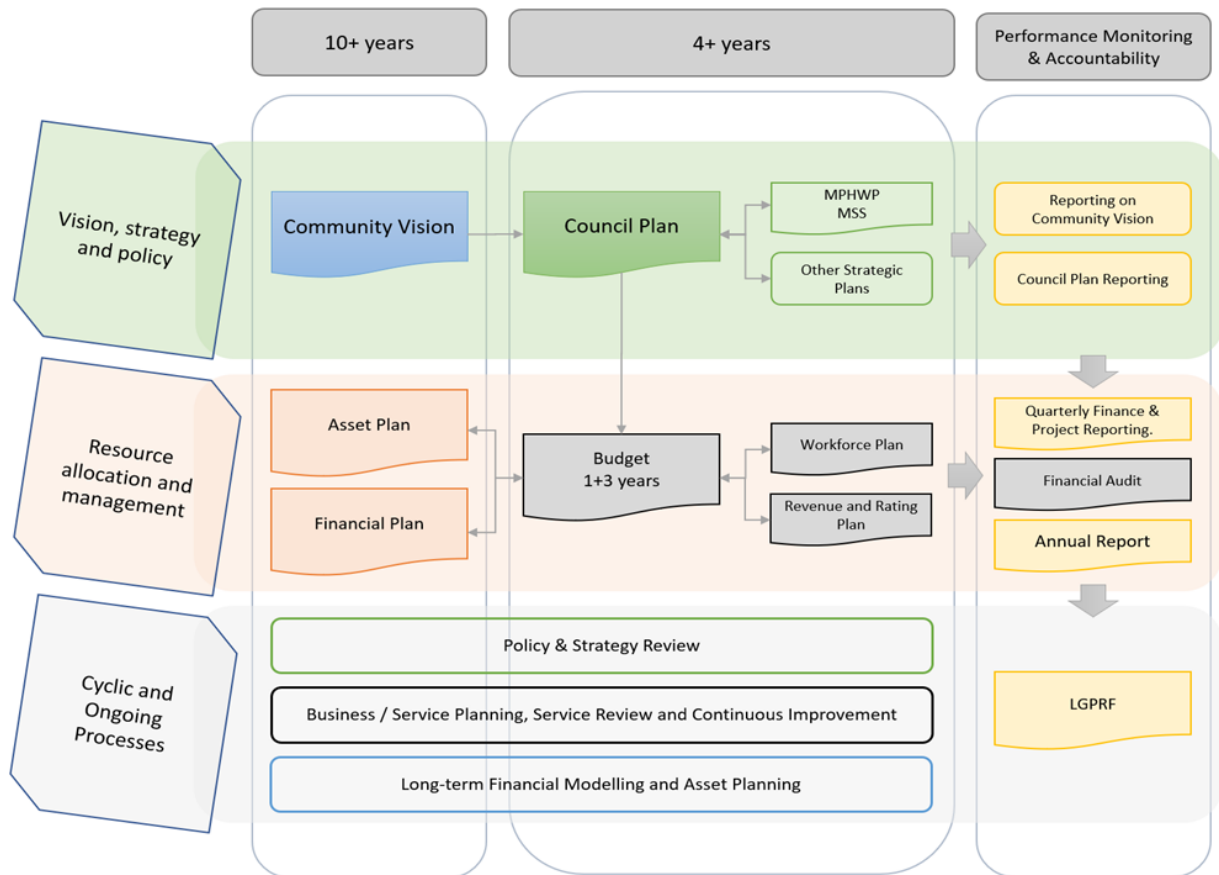 10+ years
4+ years
Performance Monitoring
& Accountability
Vision, strategy
and policy
Community Vision
Council Plan
MPHWP
MSS
Other Strategic
Plans
Reporting on
Community Vision
Council Plan Reporting
Resource
allocation and
management
Asset Plan
Financial Plan
Budget
1+3 years
Workforce Plan
Revenue and Rating
Plan
Quarterly Finance &
Project Reporting.
Financial Audit
Annual Report
Cyclic and
Ongoing
Processes
Policy & Strategy Review
Business / Service Planning, Service Review and Continuous Improvement
Long-term Financial Modelling and Asset Planning
LGPRF